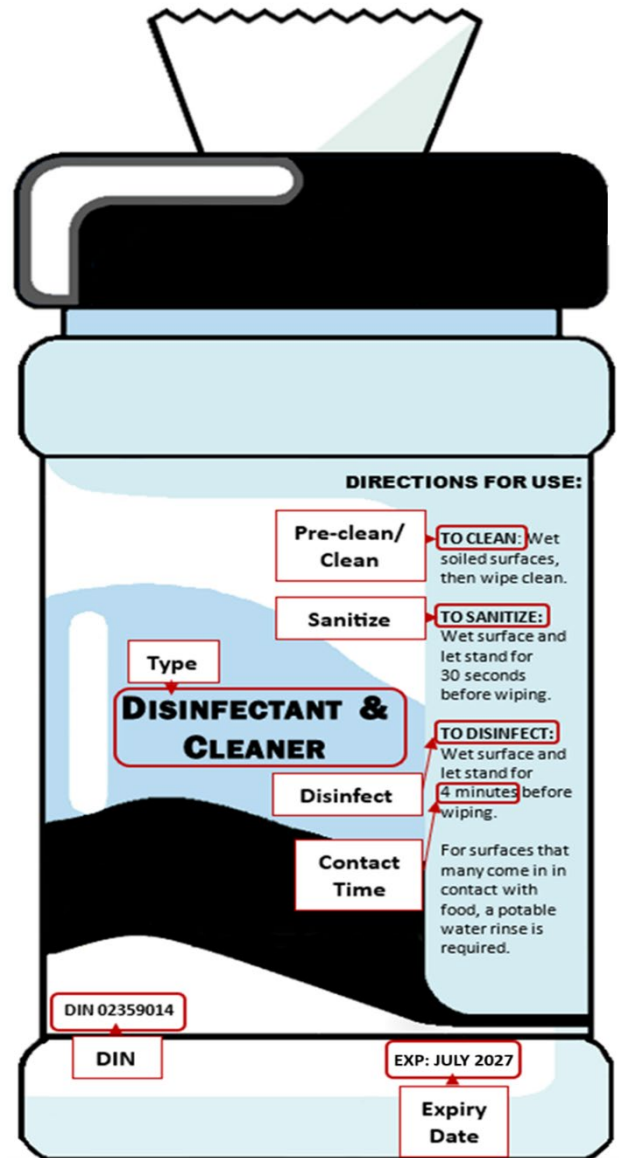 DIRECTIONS FOR USE:
Pre-clean/
Clean
TO CLEAN: Wet
soiled surfaces,
then wipe clean.
Sanitize
TO SANITIZE:
Wet surface and
let stand for
30 seconds
before wiping.
Type
DISINFECTANT &
CLEANER
TO DISINFECT:
Wet surface and
let stand for
4 minutes before
wiping.
Disinfect
Contact
Time
For surfaces that
many come in in
contact with
food, a potable
water rinse is
required.
DIN 02359014
DIN
EXP: JULY 2027
Expiry
Date